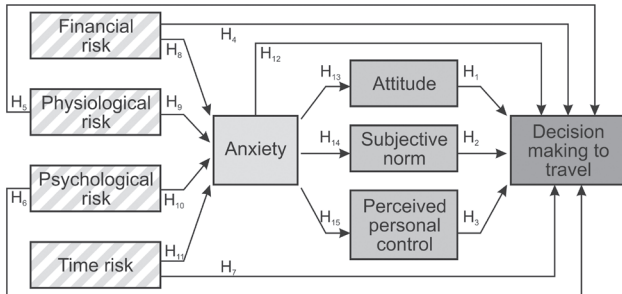 Financial
risk
H4
H8
H12
H5
Physiological
risk
H9
H13
Attitude
H1
Anxiety
H14
Subjective
norm
H2
Decision
making to
travel
Psychological
risk
H6
H10
H15
Perceived
personal
control
H3
Time risk
H11
H7